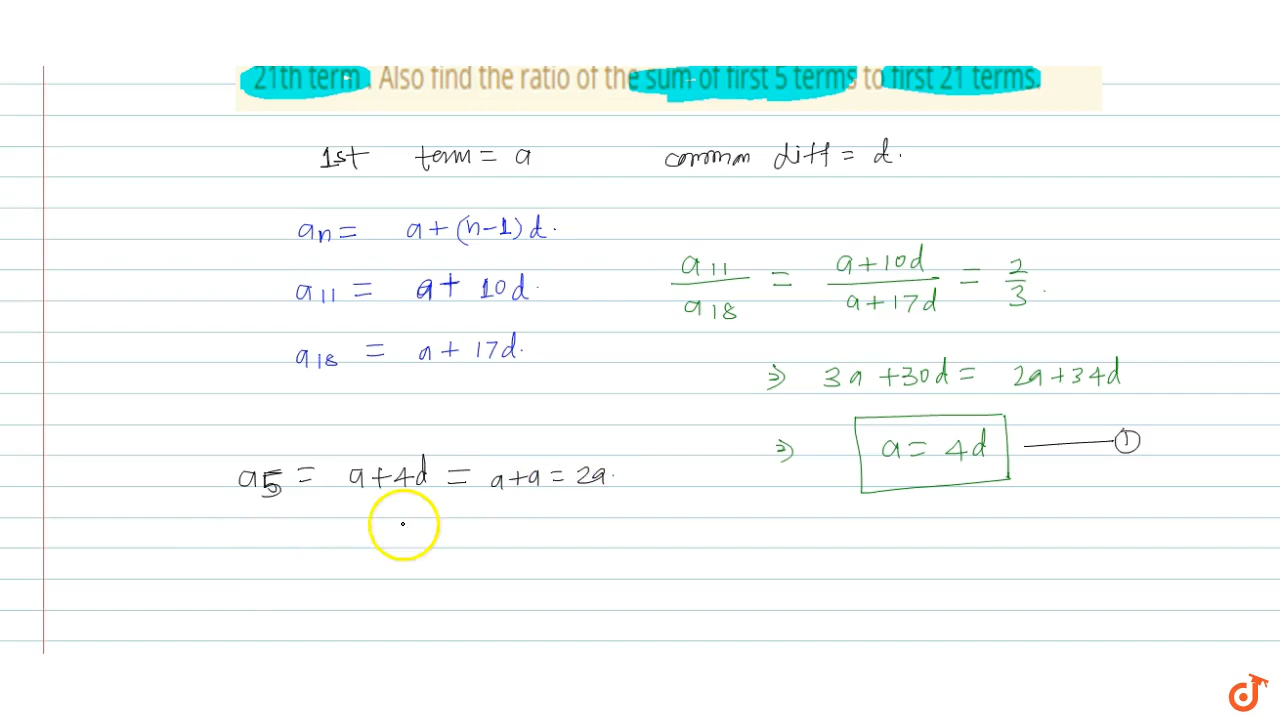 21th term . Also find the ratio of the sum of first 5 terms to first 21 terms.
1st term = a common diff = d.
an = a + (n-1) d.
a11 / a18 = a+10d / a+17d = 2/3.
a11 = a + 10d.
a18 = a + 17d.
⇒ 3a + 30d = 2a + 34d
⇒ a = 4d ——— ①
a5 = a+4d = a+a = 2a.